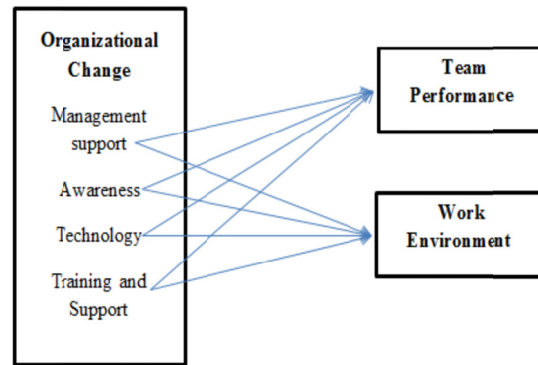 Organizational
Change
Management
support
Awareness
Technology
Training and
Support
Team
Performance
Work
Environment